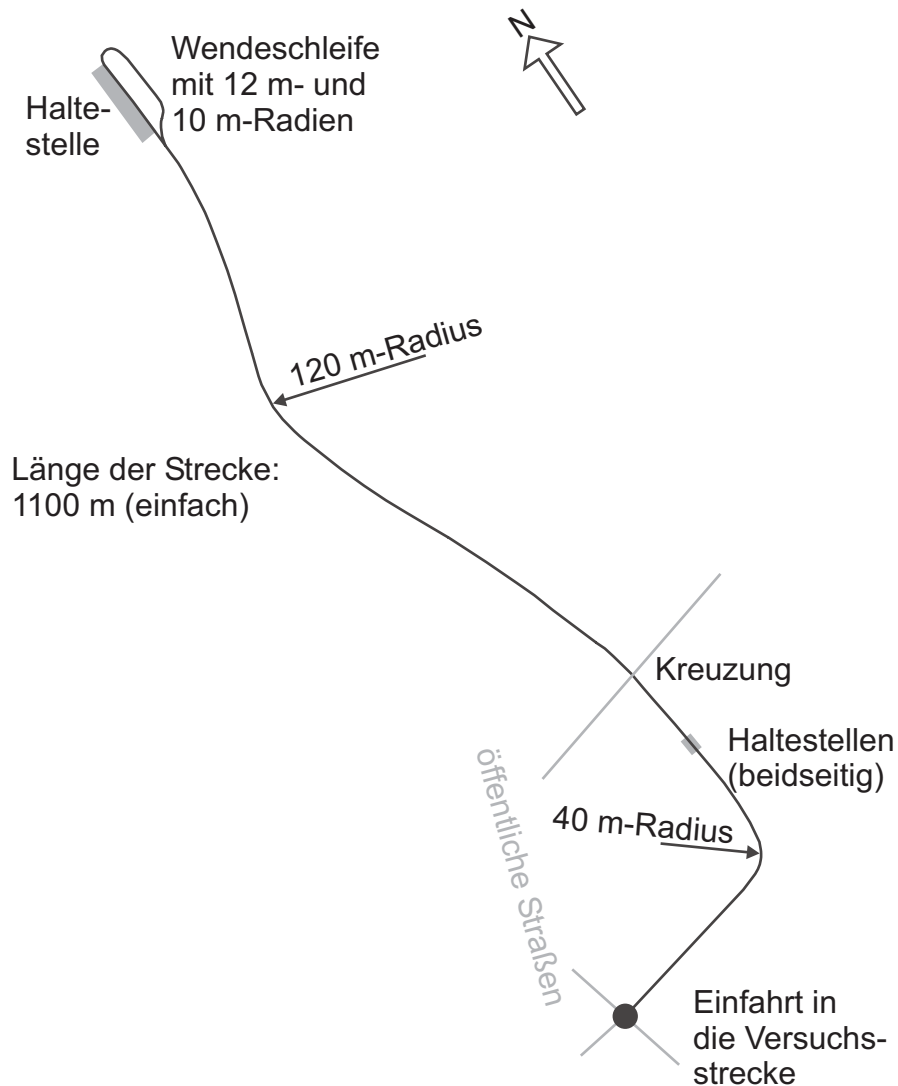 N
Wendeschleife
mit 12 m- und
10 m-Radien
Halte-
stelle
120 m-Radius
Länge der Strecke:
1100 m (einfach)
Kreuzung
Haltestellen
(beidseitig)
öffentliche Straßen
40 m-Radius
Einfahrt in
die Versuchs-
strecke